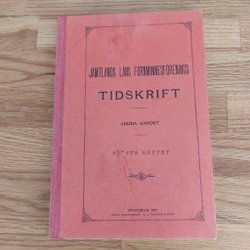 JÄMTLANDS LÄNS FORNMINNESFÖRENINGS
TIDSKRIFT
ANDRA BANDET
FÖRSTA HÄFTET